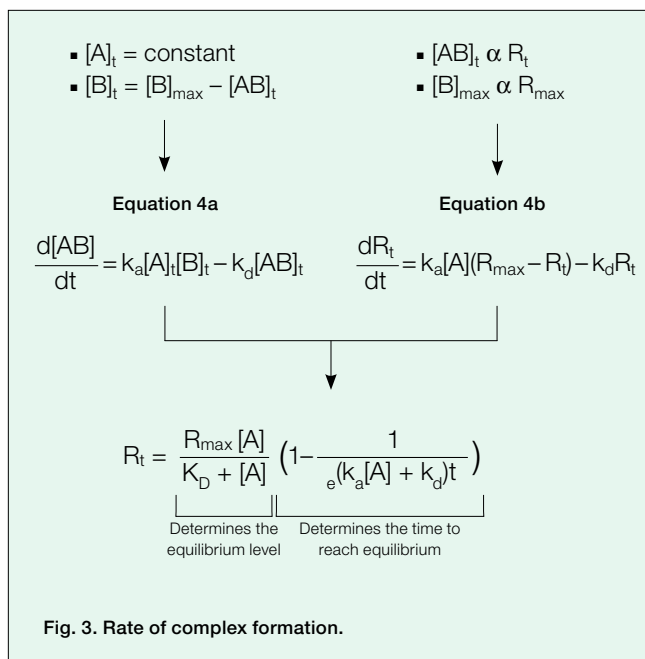 ▪ [A]t = constant
▪ [B]t = [B]max – [AB]t
▪ [AB]t α Rt
▪ [B]max α Rmax
Equation 4a
Equation 4b
d[AB]/dt = ka[A]t[B]t – kd[AB]t
dRt/dt = ka[A](Rmax – Rt) – kdRt
Rt = Rmax [A]/KD + [A] (1– 1/e(ka[A] + kd)t)
Determines the
equilibrium level
Determines the time to
reach equilibrium
Fig. 3. Rate of complex formation.